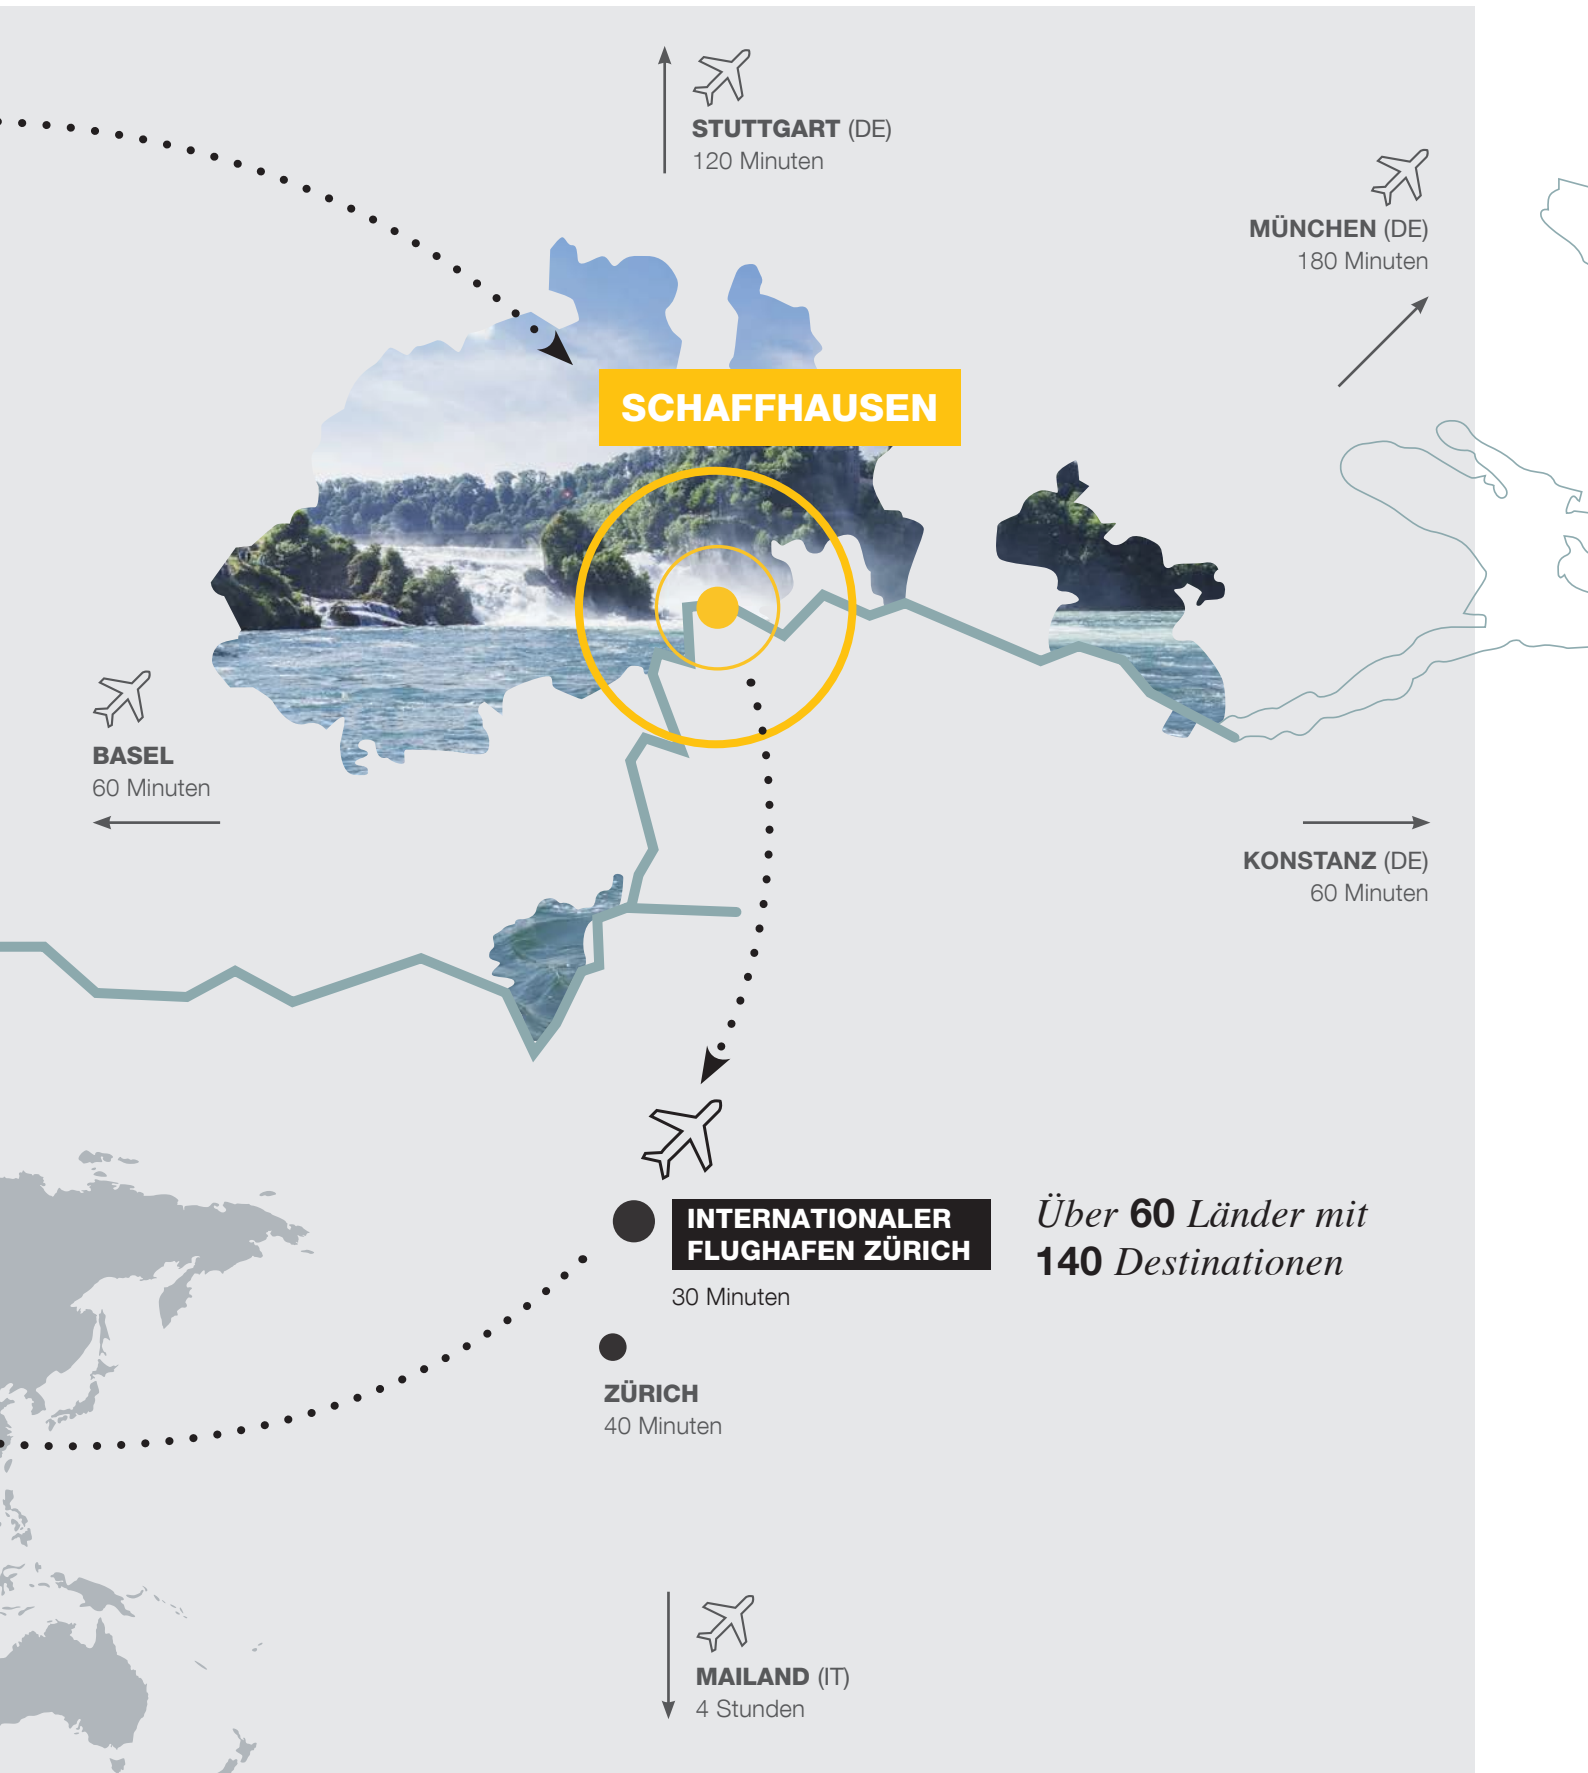 STUTTGART (DE)
120 Minuten
MÜNCHEN (DE)
180 Minuten
SCHAFFHAUSEN
BASEL
60 Minuten
KONSTANZ (DE)
60 Minuten
INTERNATIONALER
FLUGHAFEN ZÜRICH
30 Minuten
Über 60 Länder mit
140 Destinationen
ZÜRICH
40 Minuten
MAILAND (IT)
4 Stunden